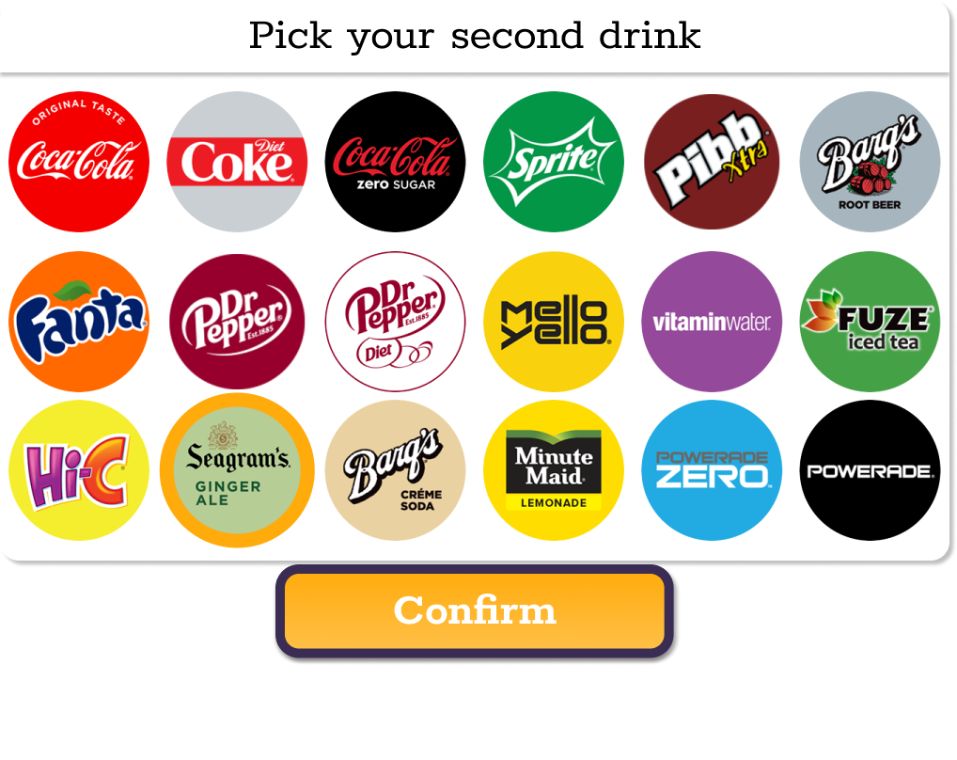 Pick your second drink
ORIGINAL TASTE
Coca-Cola
Diet
Coke
Coca-Cola
zero SUGAR
Sprite
Pibb
Xtra
Barq's
ROOT BEER
Fanta
Dr
Pepper
Est.1885
Dr
Pepper
Est.1885
Diet
mello
yello
vitaminwater
FUZE
iced tea
Hi-C
Seagram's
GINGER
ALE
Barq's
CRÉME
SODA
Minute
Maid
LEMONADE
POWERADE
ZERO
POWERADE
Confirm